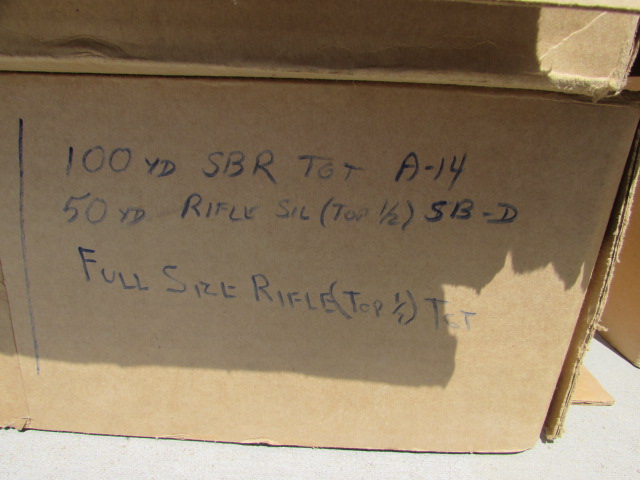 100 YD SBR TGT A-14
50 YD RIFLE SIL (TOP 1/2) SB-D
FULL SIZE RIFLE (TOP 1/2) TGT